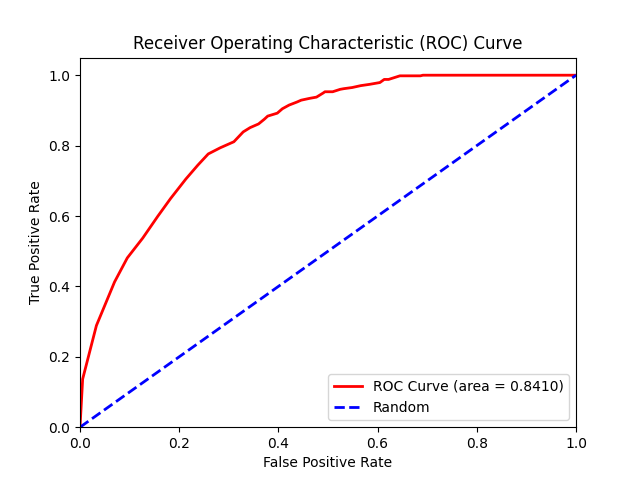 Receiver Operating Characteristic (ROC) Curve
1.0
0.8
0.6
0.4
0.2
0.0
True Positive Rate
ROC Curve (area = 0.8410)
Random
0.0 0.2 0.4 0.6 0.8 1.0
False Positive Rate